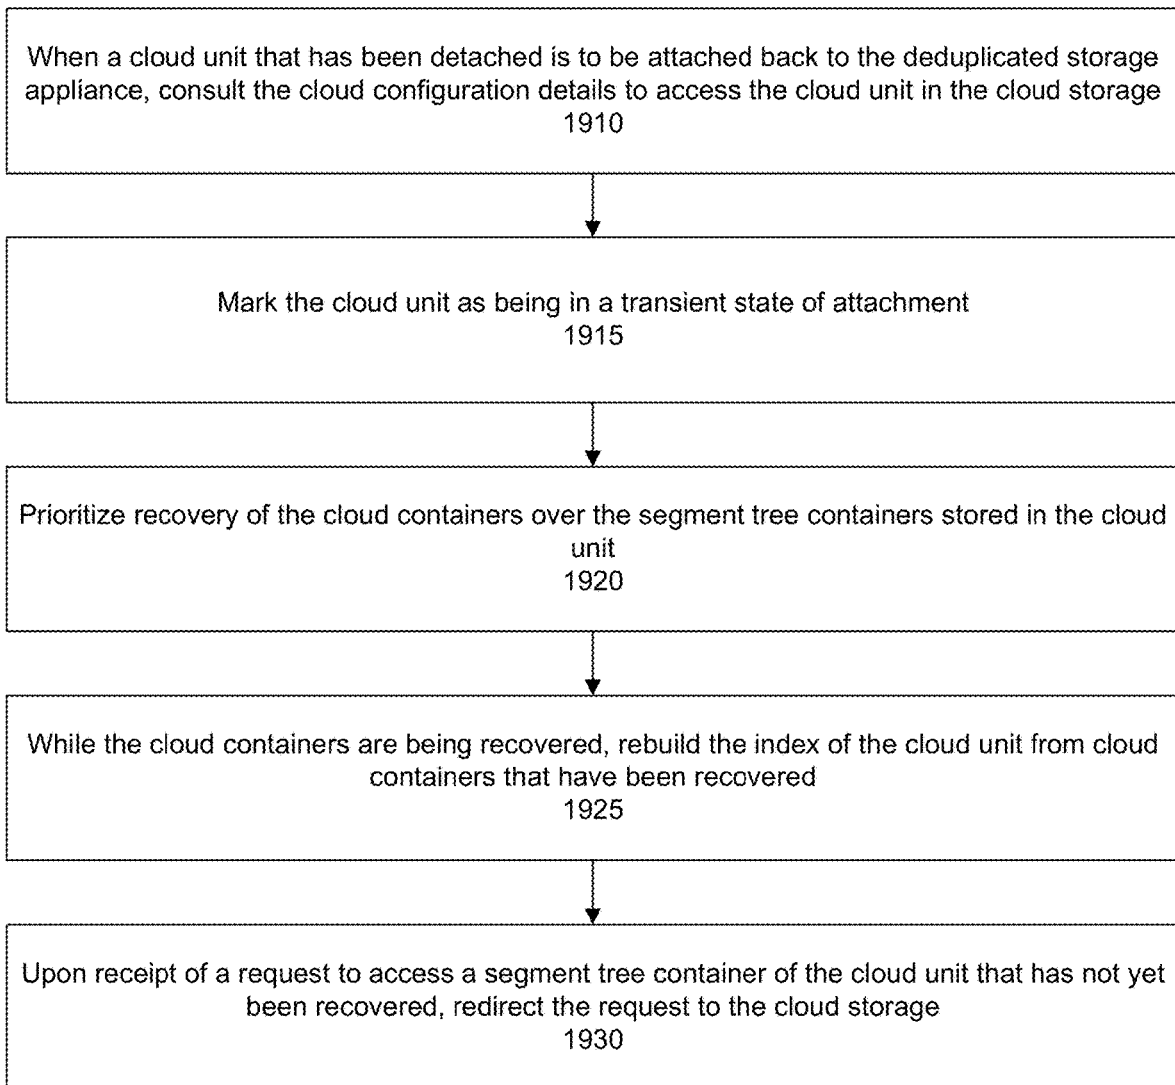 When a cloud unit that has been detached is to be attached back to the deduplicated storage
appliance, consult the cloud configuration details to access the cloud unit in the cloud storage
1910
Mark the cloud unit as being in a transient state of attachment
1915
Prioritize recovery of the cloud containers over the segment tree containers stored in the cloud
unit
1920
While the cloud containers are being recovered, rebuild the index of the cloud unit from cloud
containers that have been recovered
1925
Upon receipt of a request to access a segment tree container of the cloud unit that has not yet
been recovered, redirect the request to the cloud storage
1930